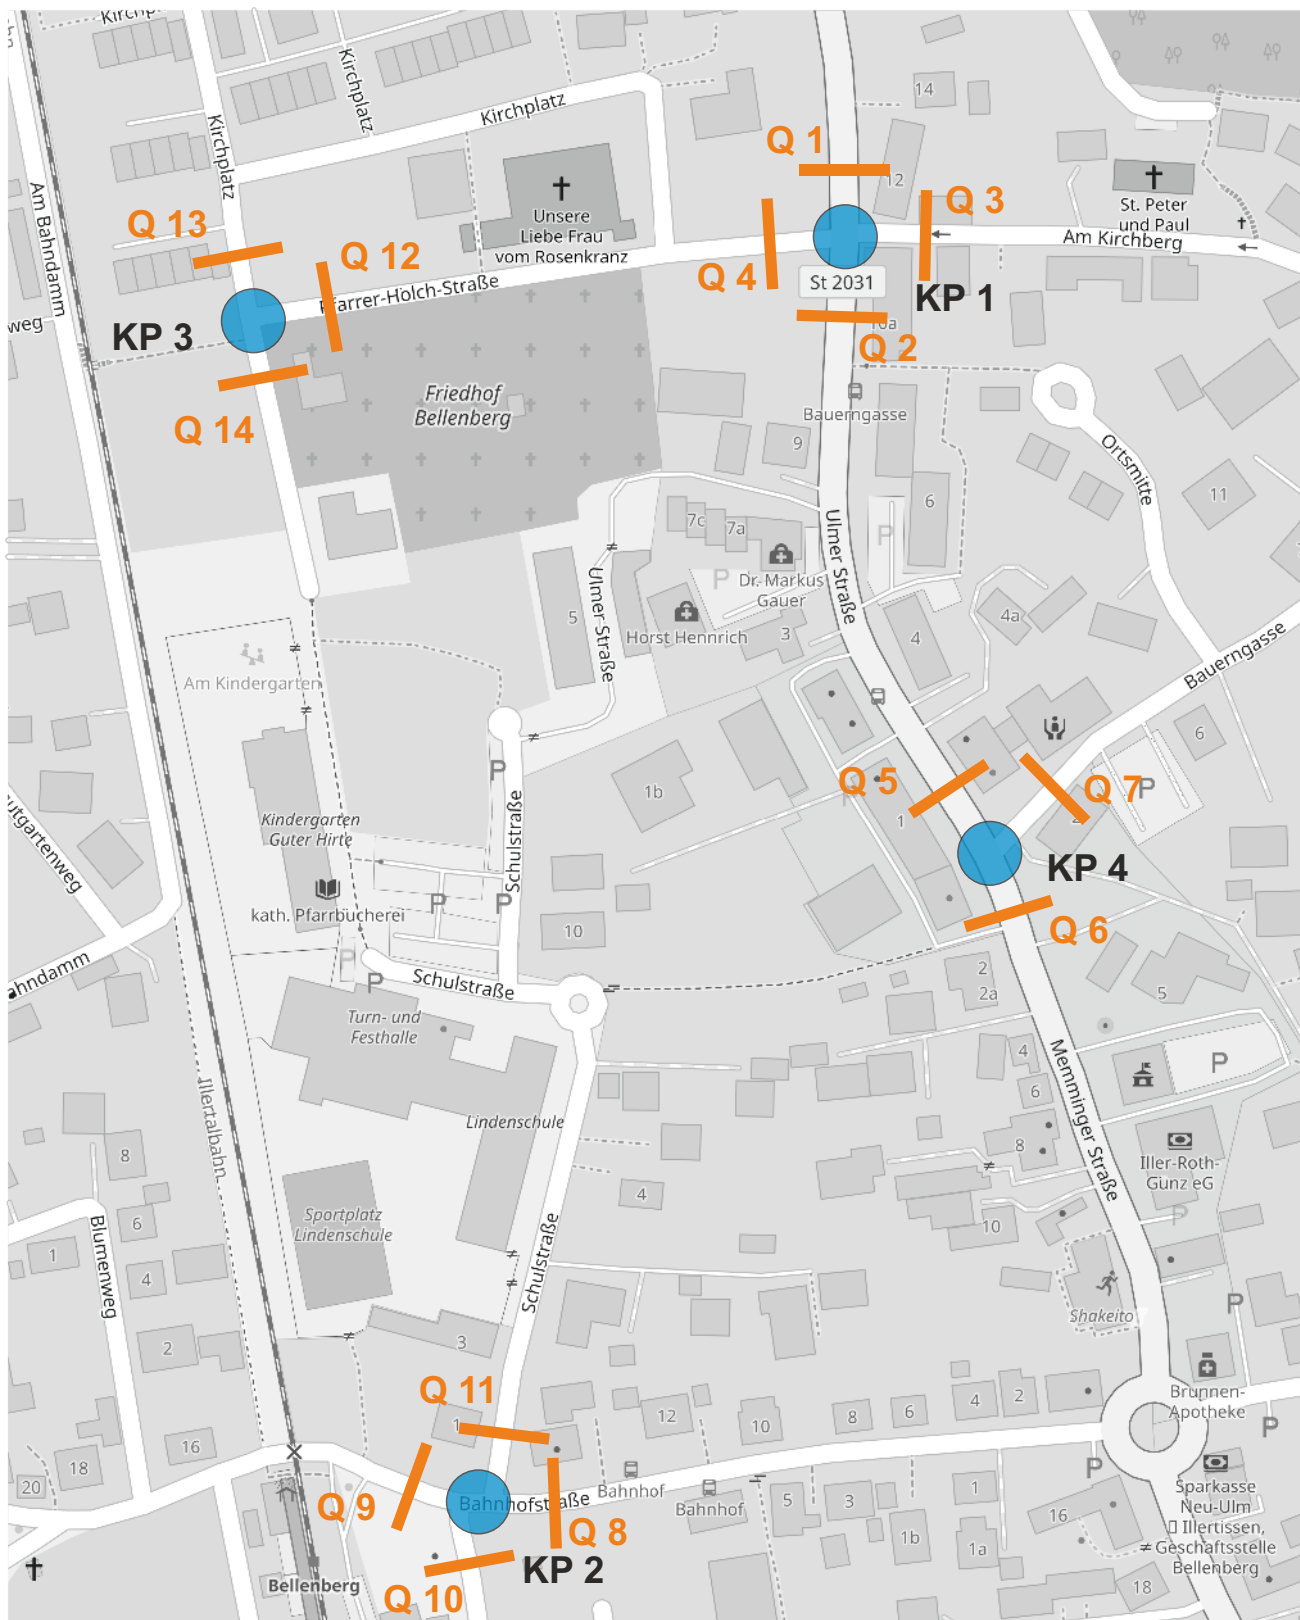 Kirchpl
Kirchplatz
Kirchplatz
Kirchplatz
14
Q 1
12
Q 3
Unsere
Liebe Frau
vom Rosenkranz
St. Peter
und Paul
Am Kirchberg
Am Bahndamm
Q 13
Q 12
Q 4
St 2031
KP 1
Pfarrer-Hölch-Straße
weg
KP 3
10a
Q 2
Friedhof
Bellenberg
Q 14
Bauerngasse
9
Ortsmitte
11
6
7c
7a
P
Ulmer Straße
Dr. Markus
Gauer
P
Ulmer-Straße
5
Horst Hennrich
3
4
4a
Am Kindergarten
Bauerngasse
6
P
1b
Q 5
Q 7
P
P
1
2
Kindergarten
Guter Hirte
Schulstraße
KP 4
kath. Pfarrbücherei
P
P
10
Q 6
utgartenweg
ahndamm
P
P
Schulstraße
2
2a
5
Turn- und
Festhalle
Memminger Straße
4
P
6
Illertalbahn
Lindenschule
8
8
Iller-Roth-
Günz eG
4
Sportplatz
Lindenschule
6
10
P
Blumenweg
1
4
Schulstraße
P
Shakeito
2
3
Brunnen-
Apotheke
Q 11
1
12
10
8
6
4
2
P
16
18
20
Q 9
Bahnhofstraße
Bahnhof
Bahnhof
P
Sparkasse
Neu-Ulm
Illertissen,
Geschäftsstelle
Bellenberg
Q 8
5
3
1
16
1b
1a
KP 2
Bellenberg
Q 10
18